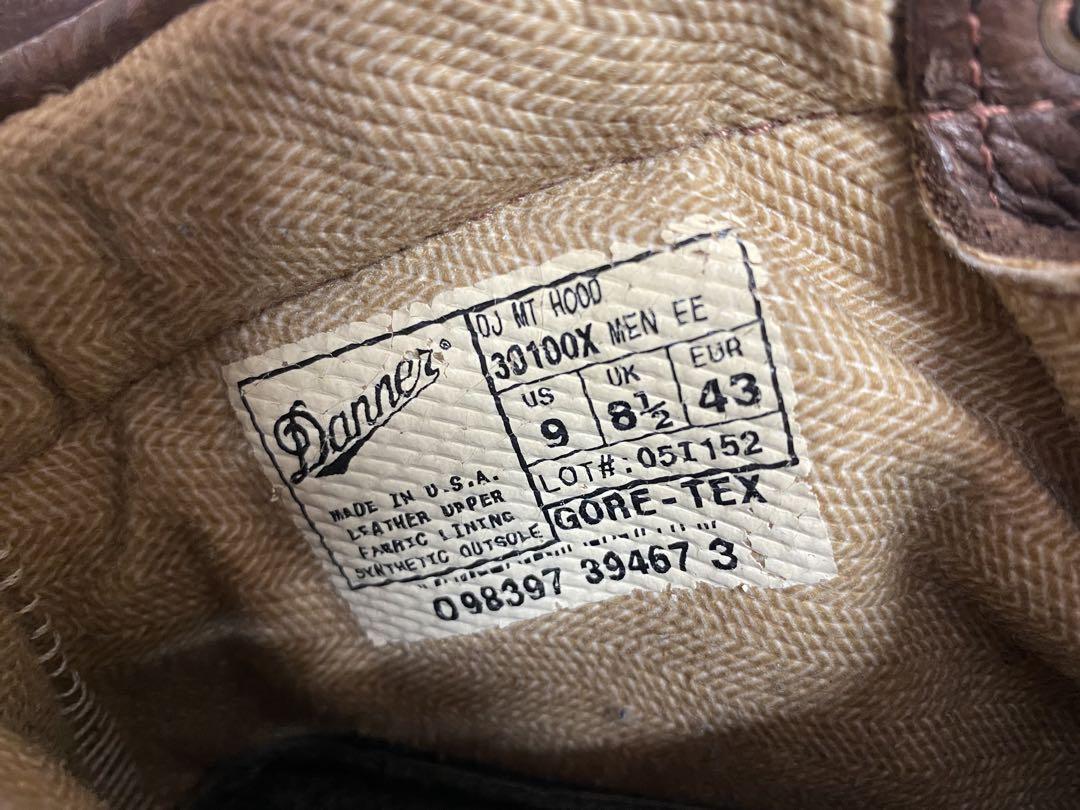 Danner®
MADE IN U.S.A.
LEATHER UPPER
FABRIC LINING
SYNTHETIC OUTSOLE
DJ MT HOOD
30100X MEN EE
US UK EUR
9 8½ 43
LOT#:05I152
GORE-TEX
098397 39467 3